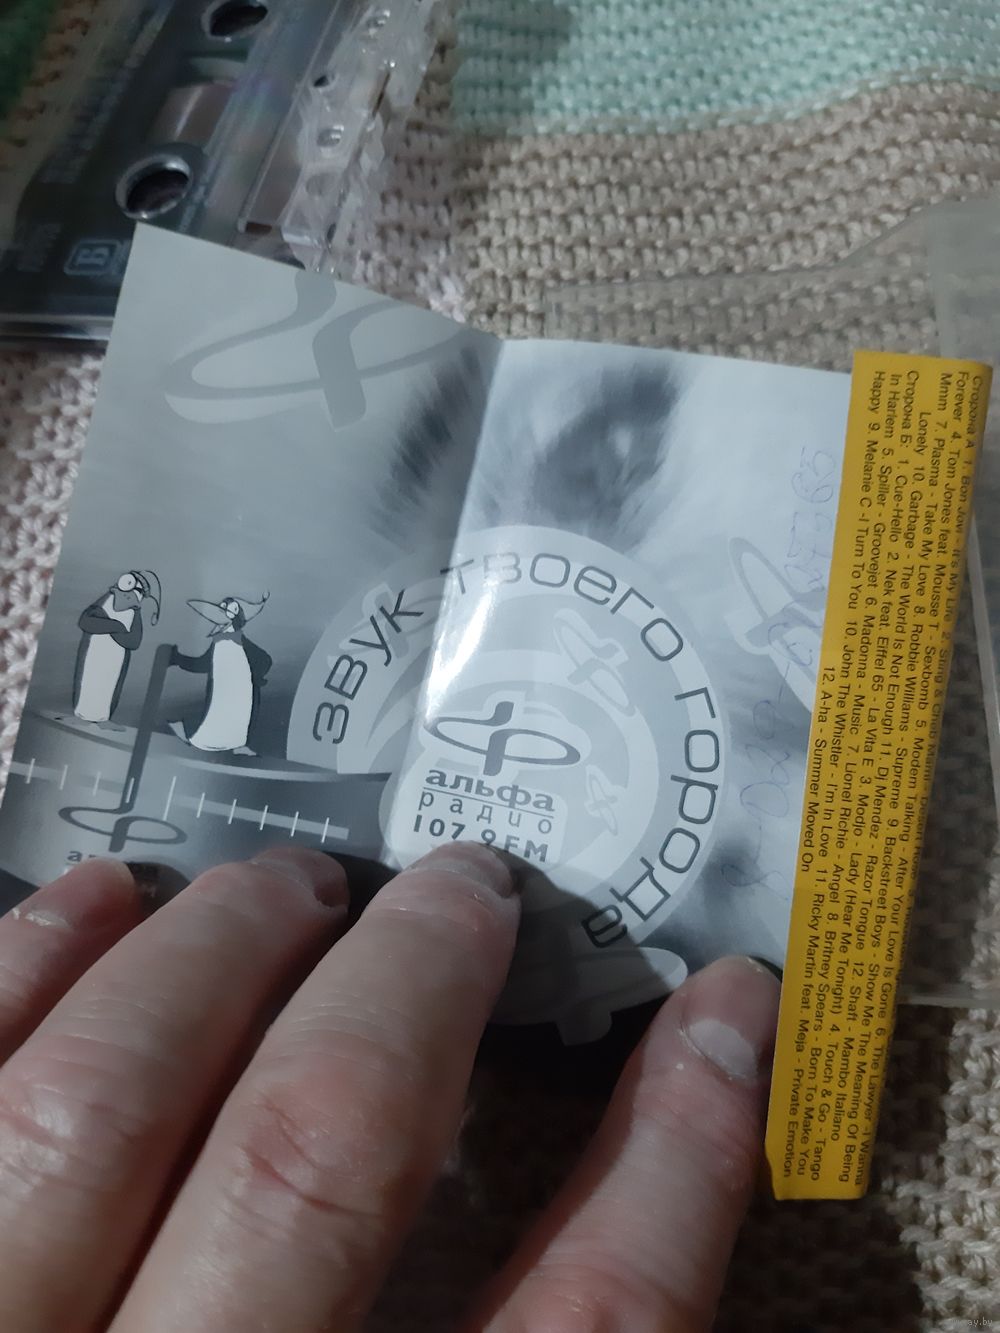 Звук твоего города
альфа
радио
107.9 FM
Сторона А 1. Bon Jovi - It's My Life 2. Sting & Cheb Mami - Desert Rose
Forever 4. Tom Jones feat. Mousse T - Sexbomb 5. Modern Talking - After Your Love Is Gone 6. The Lawyer - I Wanna
Mmm 7. Plasma - Take My Love 8. Robbie Williams - Supreme 9. Backstreet Boys - Show Me The Meaning Of Being
Lonely 10. Garbage - The World Is Not Enough 11. Dj Mendez - Razor Tongue 12. Shaft - Mambo Italiano
Сторона Б: 1. Cue-Hello 2. Nek feat. Eiffel 65 - La Vita E 3. Modjo - Lady (Hear Me Tonight) 4. Touch & Go - Tango
In Harlem 5. Spiller - Groovejet 6. Madonna - Music 7. Lionel Richie - Angel 8. Britney Spears - Born To Make You
Happy 9. Melanie C -I Turn To You 10. John The Whistler - I'm In Love 11. Ricky Martin feat. Meja - Private Emotion
12. A-ha - Summer Moved On